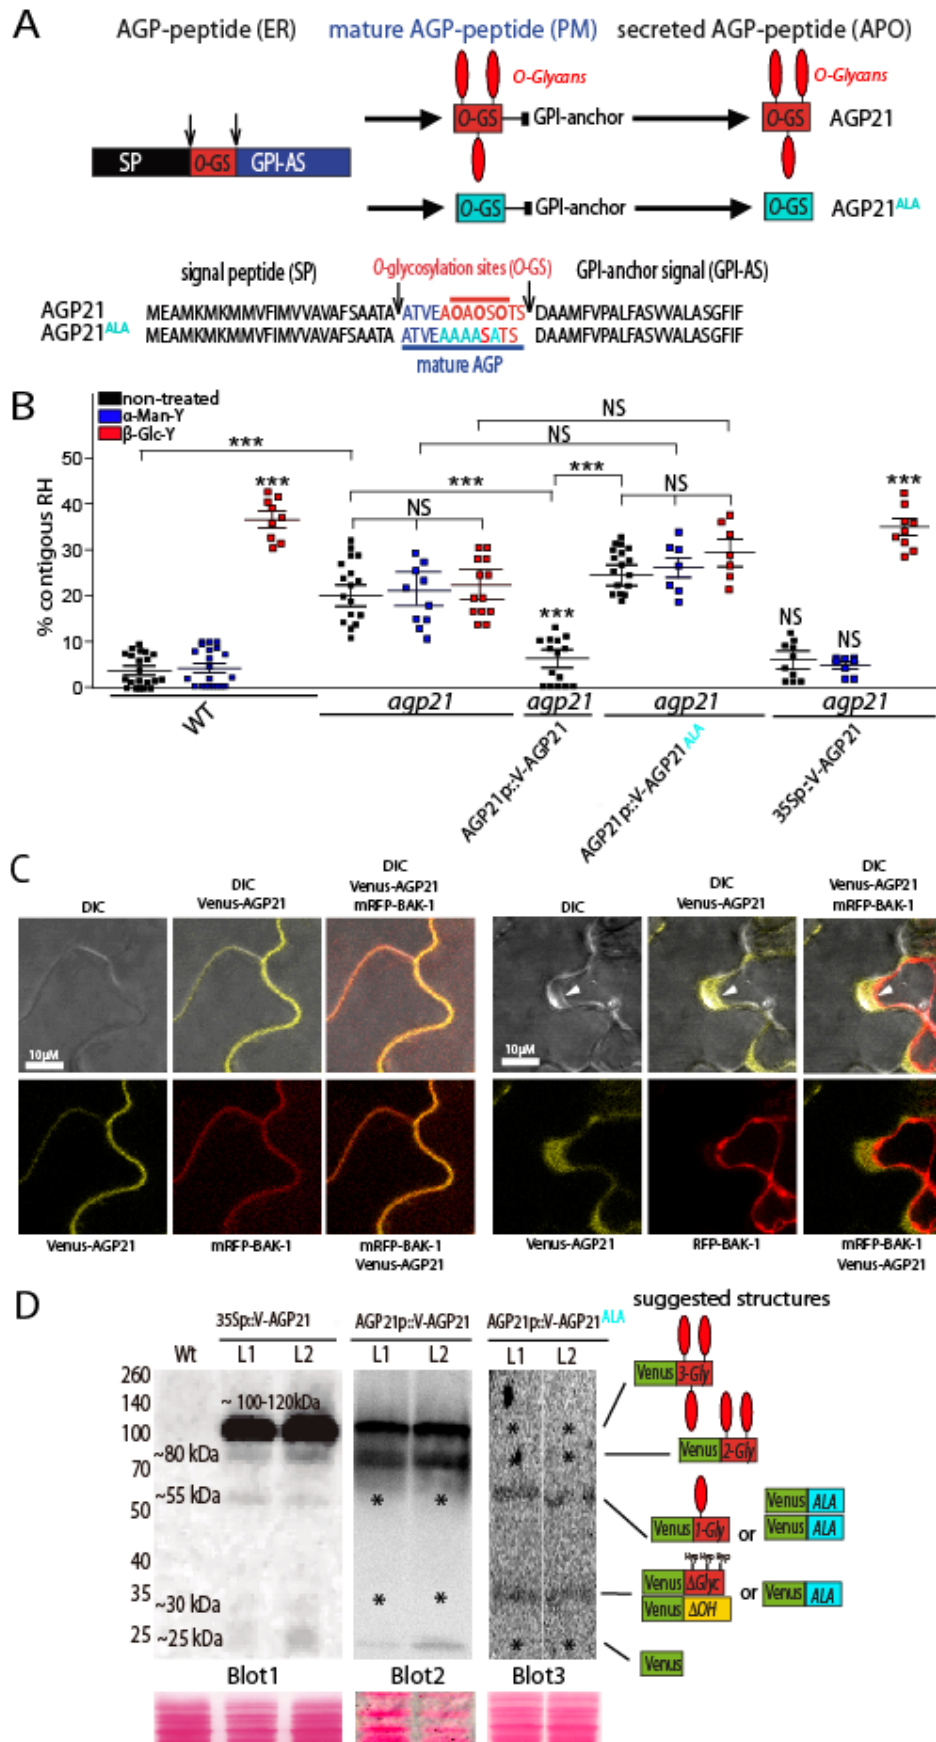 A
AGP-peptide (ER) mature AGP-peptide (PM) secreted AGP-peptide (APO)
O-Glycans O-Glycans
SP O-GS GPI-AS O-GS GPI-anchor O-GS AGP21
O-GS GPI-anchor O-GS AGP21ALA
signal peptide (SP) O-glycosylation sites (O-GS) GPI-anchor signal (GPI-AS)
AGP21 MEAMKMKMMVFIMVVAVAFSAATA ATVEAOAOSOTS DAAMFVPALFASVVALASGFIF
AGP21ALA MEAMKMKMMVFIMVVAVAFSAATA ATVEAAAASATS DAAMFVPALFASVVALASGFIF
mature AGP
B
non-treated
α-Man-Y
β-Glc-Y
% contigous RH
50
40
30
20
10
0
NS
NS
*** ***
*** *** ***
NS NS
*** NS NS
WT agp21 agp21 agp21 agp21
AGP21p::V-AGP21
AGP21p::V-AGP21ALA
35Sp::V-AGP21
C
DIC
DIC
Venus-AGP21
DIC
Venus-AGP21
mRFP-BAK-1
DIC
DIC
Venus-AGP21
DIC
Venus-AGP21
mRFP-BAK-1
10μM
10μM
Venus-AGP21
mRFP-BAK-1
mRFP-BAK-1
Venus-AGP21
Venus-AGP21
RFP-BAK-1
mRFP-BAK-1
Venus-AGP21
D
suggested structures
35Sp::V-AGP21 AGP21p::V-AGP21 AGP21p::V-AGP21ALA
Wt L1 L2 L1 L2 L1 L2
260
140
~ 100-120kDa
100
~80 kDa
70
~55 kDa
50
40
35
~30 kDa
25
~25 kDa
* * * * * * * * * *
Venus 3-Gly
Venus 2-Gly
Venus 1-Gly or Venus ALA
Venus ALA
Hyp Hyp Hyp
Venus ΔGlyc or Venus ALA
Venus ΔOH
Venus
Blot1 Blot2 Blot3